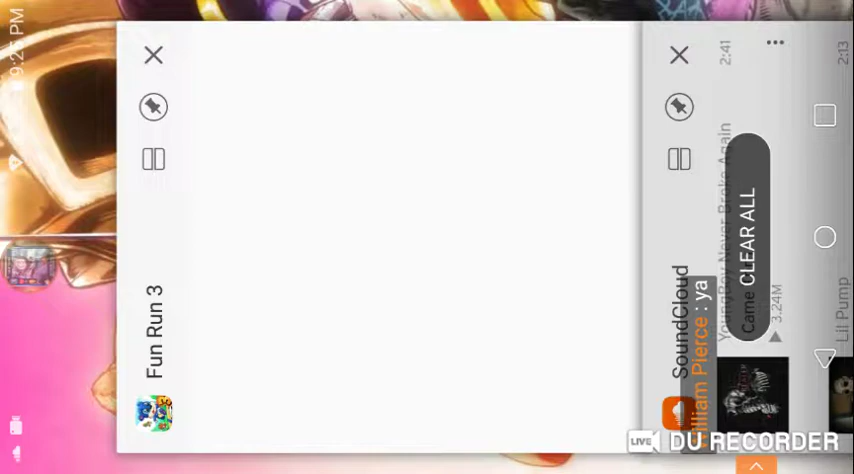 9:25 PM
Fun Run 3
SoundCloud
William Pierce : ya
2:41
YoungBoy Never Broke Again
Came
CLEAR ALL
3.24M
2:13
Lil Pump
LIVE
DU RECORDER